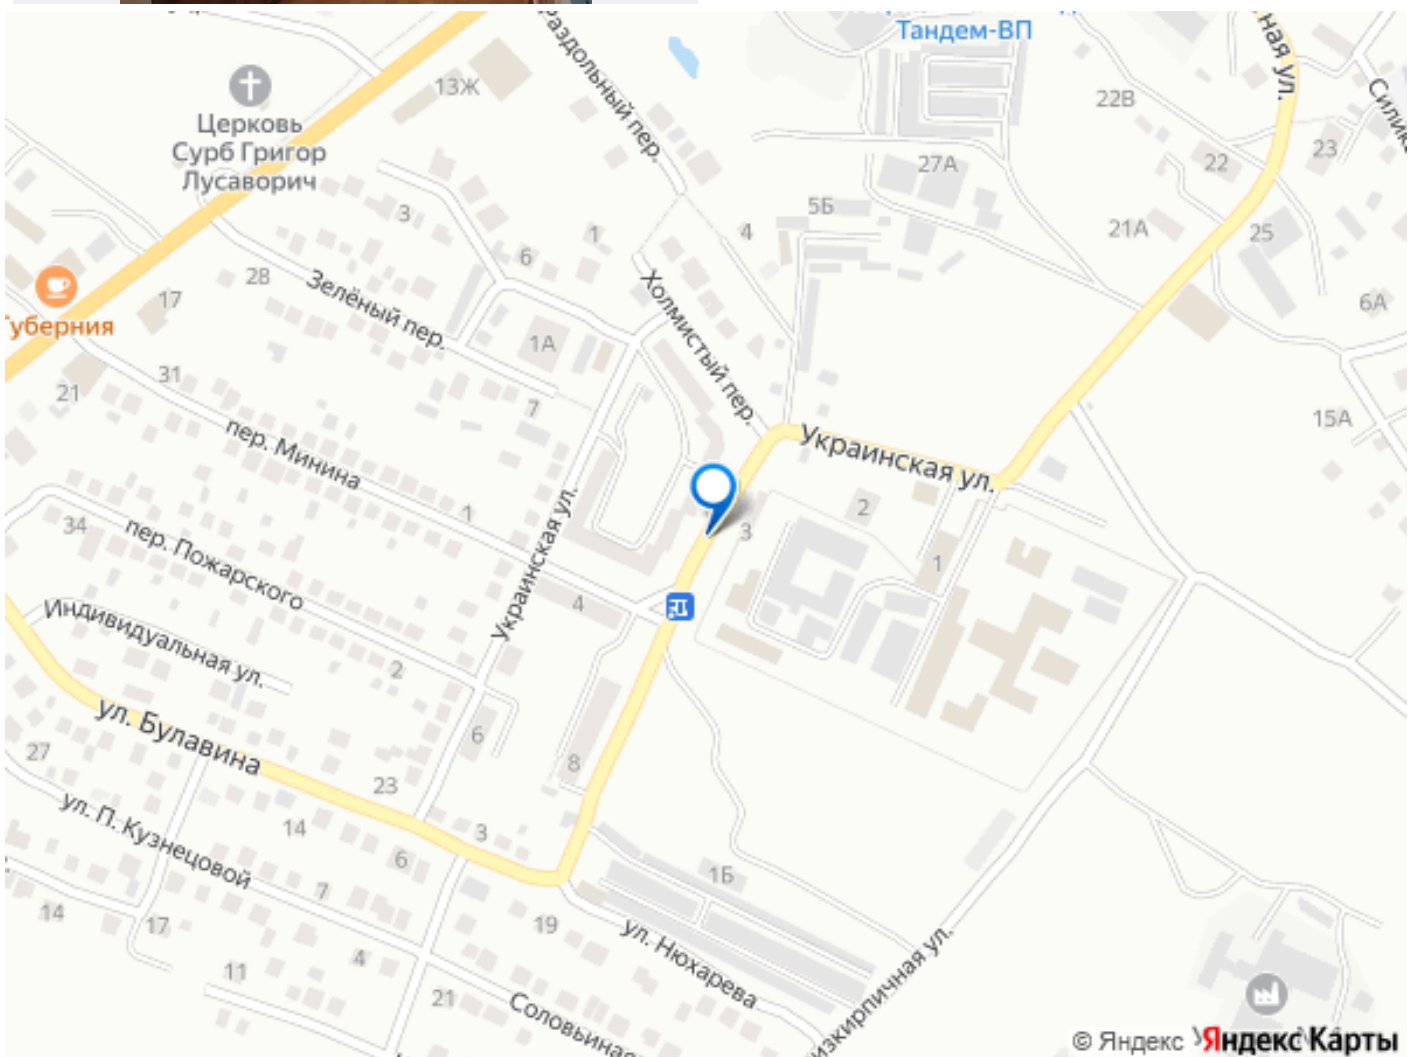 Тандем-ВП
13Ж
22В
Церковь
Сурб Григор
Лусаворич
27А
22
23
5Б
3
1
4
21А
25
6
28
Зелёный пер.
Холмистый пер.
17
6А
Губерния
1А
31
21
7
15А
пер. Минина
Украинская ул.
1
2
34
3
пер. Пожарского
Украинская ул.
1
4
Индивидуальная ул.
2
ул. Булавина
6
27
8
23
ул. П. Кузнецовой
14
3
6
1Б
7
14
17
19
ул. Нюхарева
4
11
21
Соловьиная
© Яндекс
Яндекс Карты